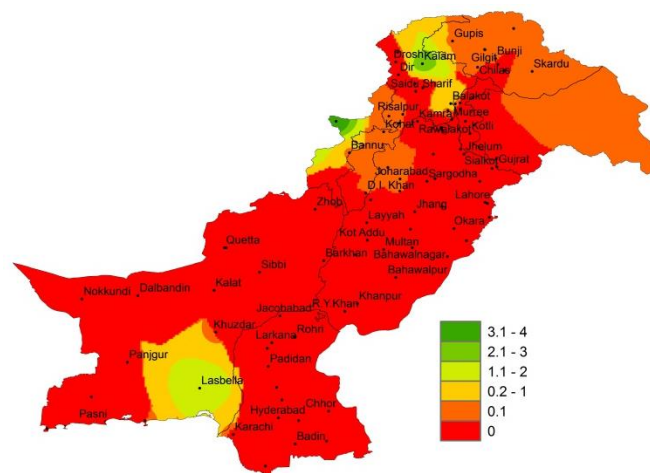 Gupis
Bunji
Drosh
Kalam
Gilgit
Dir
Chilas
Skardu
Saidu Sharif
Balakot
Risalpur
Kamra
Murree
Kohat
Rawalakot
Kotli
Bannu
Jhelum
Sialkot
Gujrat
Joharabad
D.I. Khan
Sargodha
Zhob
Lahore
Layyah
Jhang
Okara
Quetta
Kot Addu
Multan
Sibbi
Barkhan
Bahawalnagar
Bahawalpur
Nokkundi
Dalbandin
Kalat
Khanpur
Jacobabad
R.Y.Khan
Khuzdar
Larkana
Rohri
3.1 - 4
Panjgur
Padidan
2.1 - 3
Lasbella
1.1 - 2
0.2 - 1
Pasni
Hyderabad
Chhor
0.1
Karachi
Badin
0